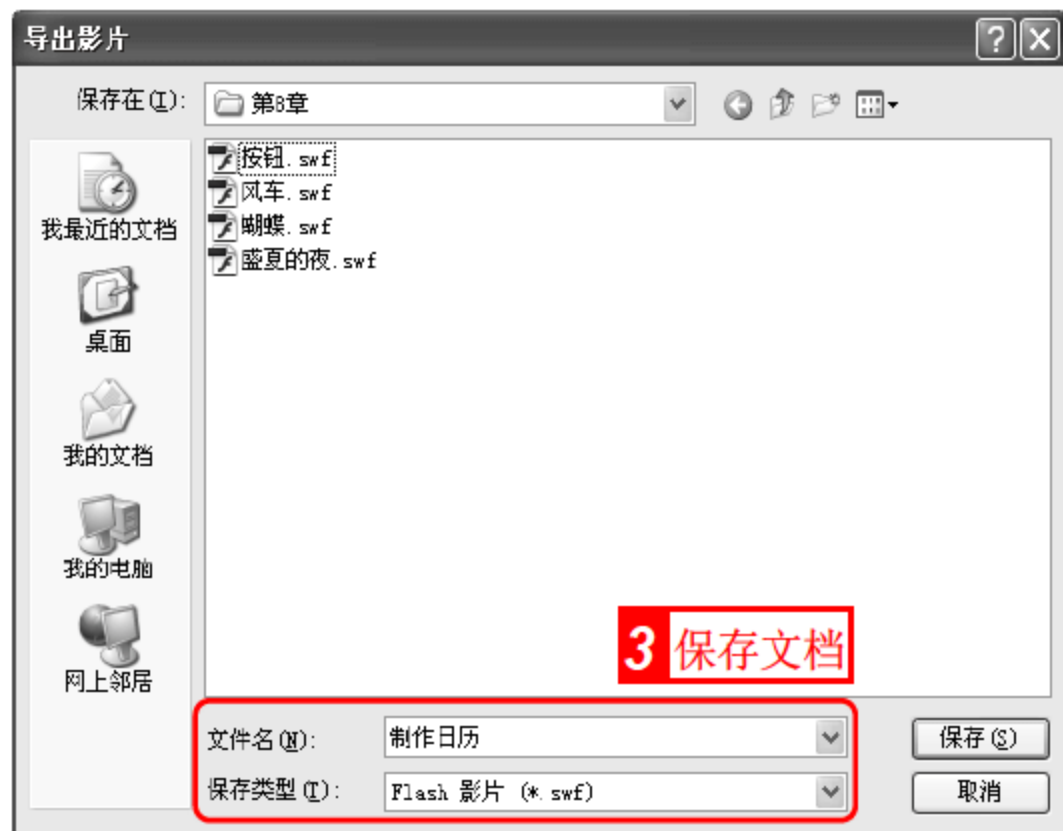 导出影片
保存在(I):
第8章
按钮.swf
风车.swf
蝴蝶.swf
盛夏的夜.swf
我最近的文档
桌面
我的文档
我的电脑
网上邻居
3 保存文档
文件名(N):
制作日历
保存(S)
保存类型(T):
Flash 影片 (*.swf)
取消